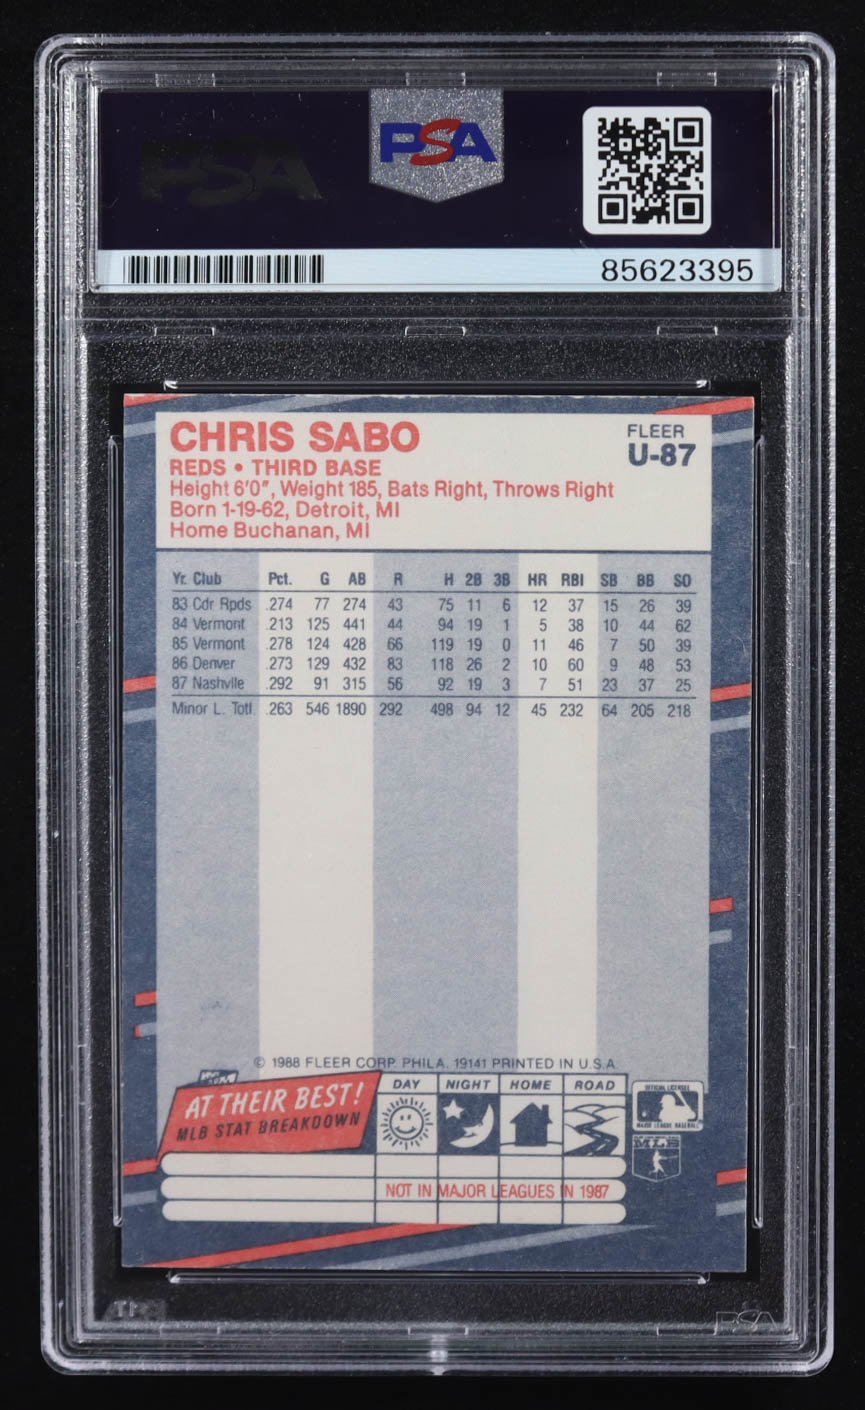 PSA
PSA
85623395
CHRIS SABO
FLEER
U-87
REDS • THIRD BASE
Height 6'0", Weight 185, Bats Right, Throws Right
Born 1-19-62, Detroit, MI
Home Buchanan, MI
Yr. Club Pct. G AB R H 2B 3B HR RBI SB BB SO
83 Cdr Rpds .274 77 274 43 75 11 6 12 37 15 26 39
84 Vermont .213 125 441 44 94 19 1 5 38 10 44 62
85 Vermont .278 124 428 66 119 19 0 11 46 7 50 39
86 Denver .273 129 432 83 118 26 2 10 60 9 48 53
87 Nashvlle .292 91 315 56 92 19 3 7 51 23 37 25
Minor L. Totl .263 546 1890 292 498 94 12 45 232 64 205 218
© 1988 FLEER CORP. PHILA. 19141 PRINTED IN U.S.A.
AT THEIR BEST!
MLB STAT BREAKDOWN
DAY NIGHT HOME ROAD
OFFICIAL LICENSEE
MAJOR LEAGUE BASEBALL
NOT IN MAJOR LEAGUES IN 1987
PSA